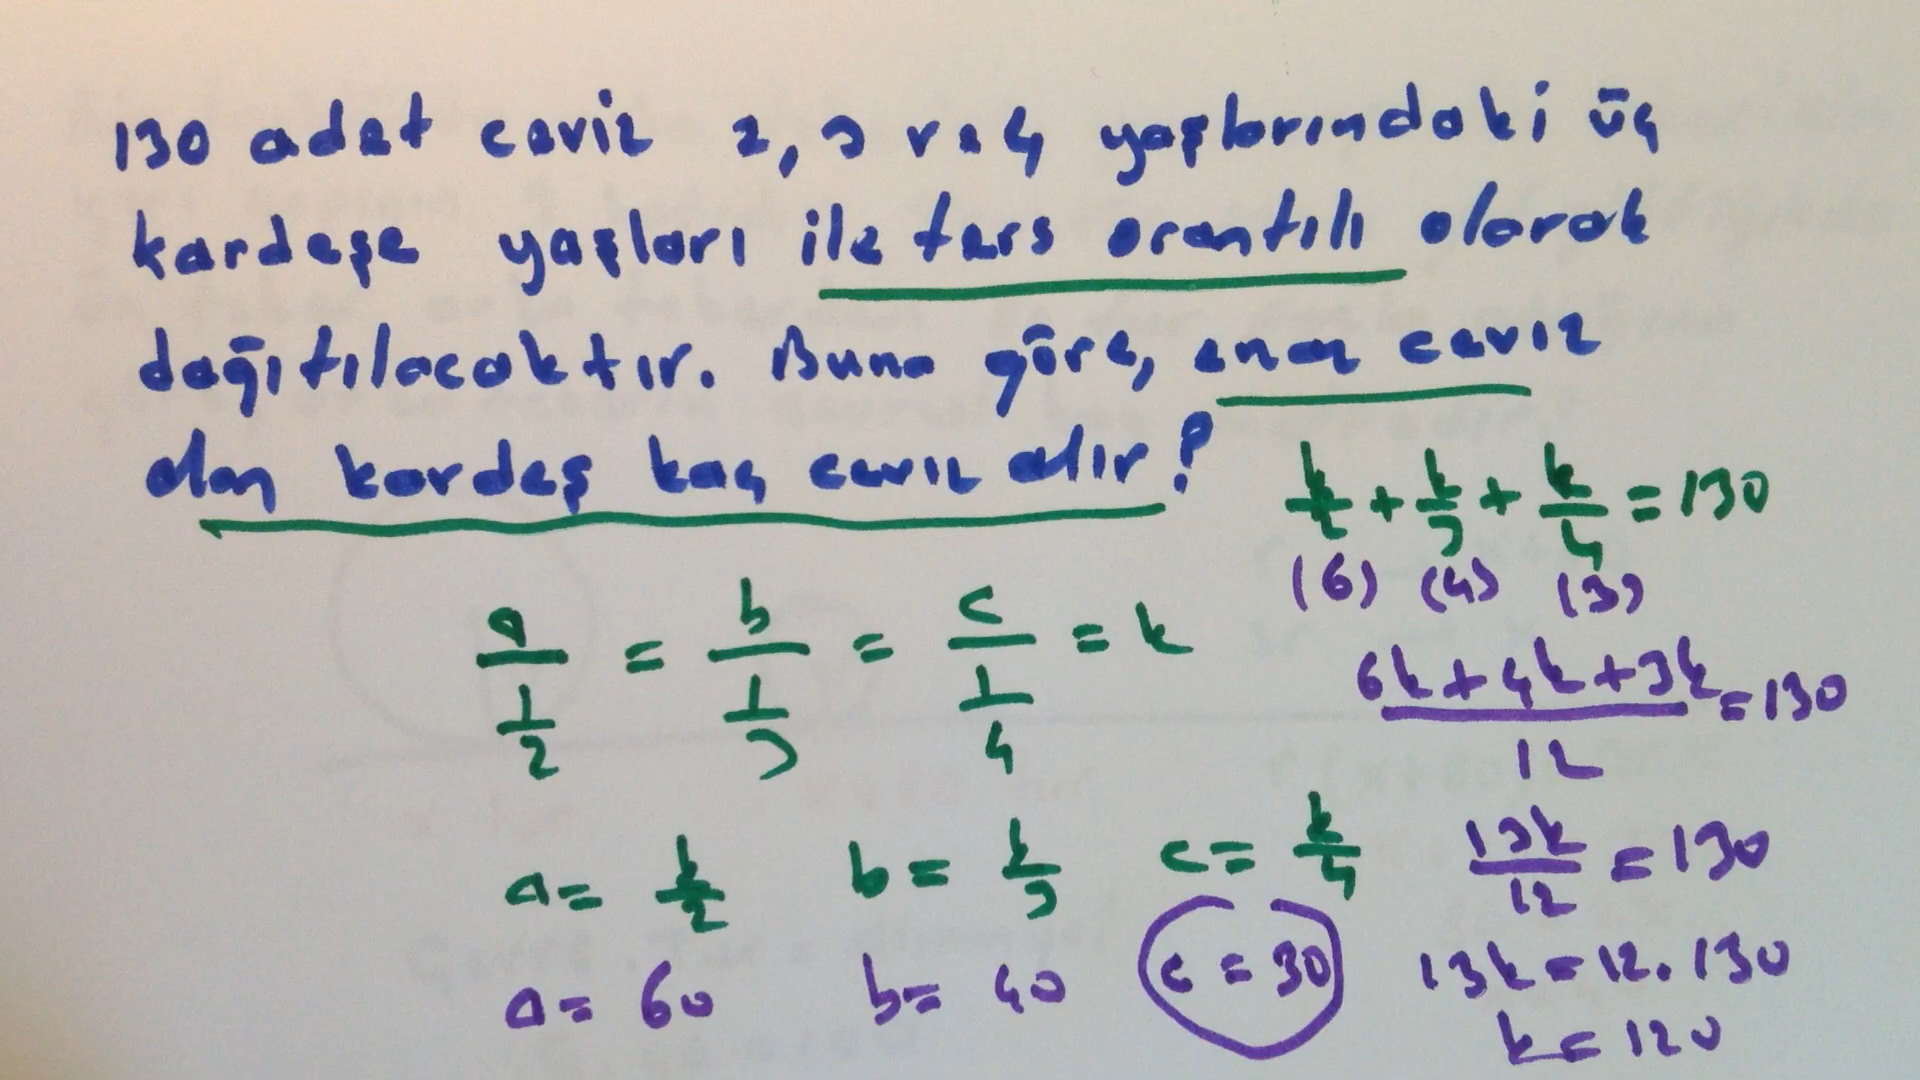 130 adet ceviz 2, 3 ve 4 yaşlarındaki üç
kardeşe yaşları ile ters orantılı olarak
dağıtılacaktır. Buna göre, en az ceviz
alan kardeş kaç ceviz alır?
k/2 + k/3 + k/4 = 130
(6) (4) (3)
a/(1/2) = b/(1/3) = c/(1/4) = k
(6k+4k+3k)/12 = 130
a = k/2 b = k/3 c = k/4
13k/12 = 130
a = 60 b = 40 c = 30
13k = 12.130
k = 120